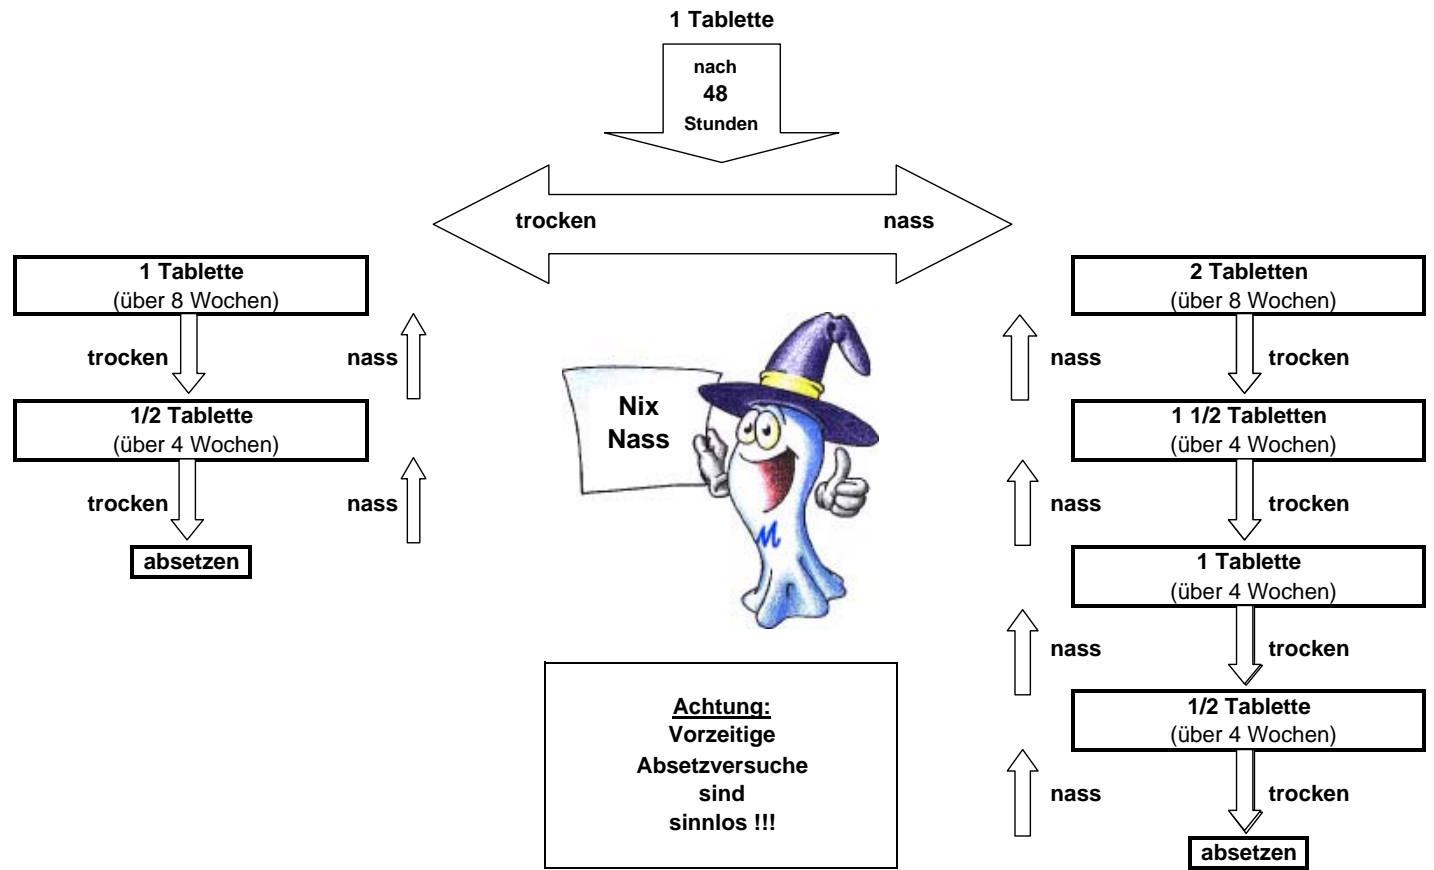 1 Tablette
nach
48
Stunden
trocken
nass
1 Tablette
(über 8 Wochen)
trocken
nass
1/2 Tablette
(über 4 Wochen)
trocken
nass
absetzen
Nix
Nass
M
Achtung:
Vorzeitige
Absetzversuche
sind
sinnlos !!!
2 Tabletten
(über 8 Wochen)
nass
trocken
1 1/2 Tabletten
(über 4 Wochen)
nass
trocken
1 Tablette
(über 4 Wochen)
nass
trocken
1/2 Tablette
(über 4 Wochen)
nass
trocken
absetzen